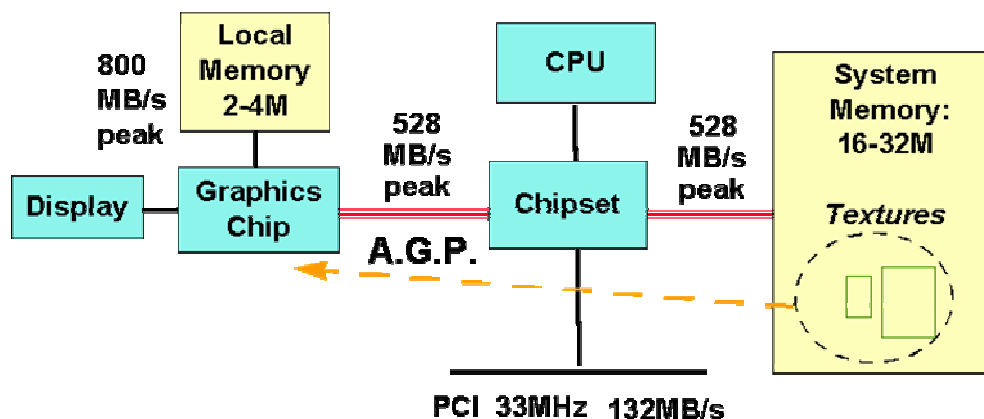 800
MB/s
peak
Local
Memory
2-4M
Display
Graphics
Chip
528
MB/s
peak
A.G.P.
CPU
Chipset
528
MB/s
peak
System
Memory:
16-32M
Textures
PCI 33MHz 132MB/s